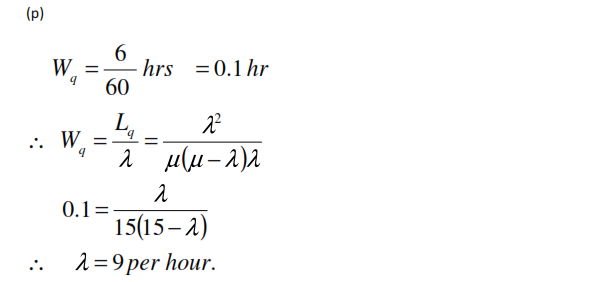 (p)
W_q = 6/60 hrs = 0.1 hr
∴ W_q = L_q/λ = λ²/μ(μ − λ)λ
0.1 = λ/15(15 − λ)
∴ λ = 9 per hour.